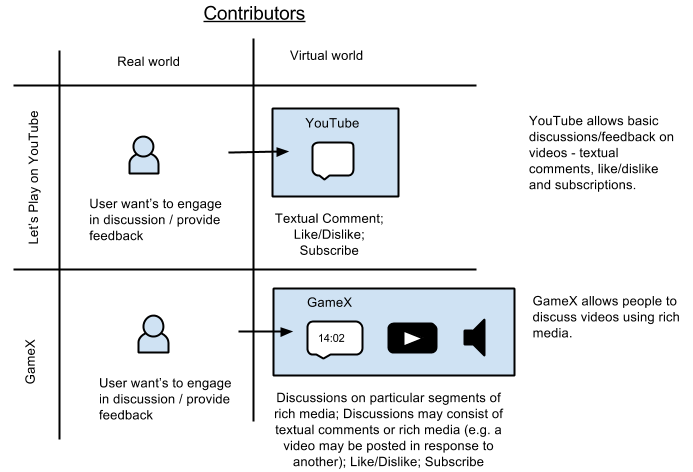 Contributors
Real world
Virtual world
Let's Play on YouTube
User want's to engage
in discussion / provide
feedback
YouTube
Textual Comment;
Like/Dislike;
Subscribe
YouTube allows basic
discussions/feedback on
videos - textual
comments, like/dislike
and subscriptions.
GameX
User want's to engage
in discussion / provide
feedback
GameX
14:02
Discussions on particular segments of
rich media; Discussions may consist of
textual comments or rich media (e.g. a
video may be posted in response to
another); Like/Dislike; Subscribe
GameX allows people to
discuss videos using rich
media.